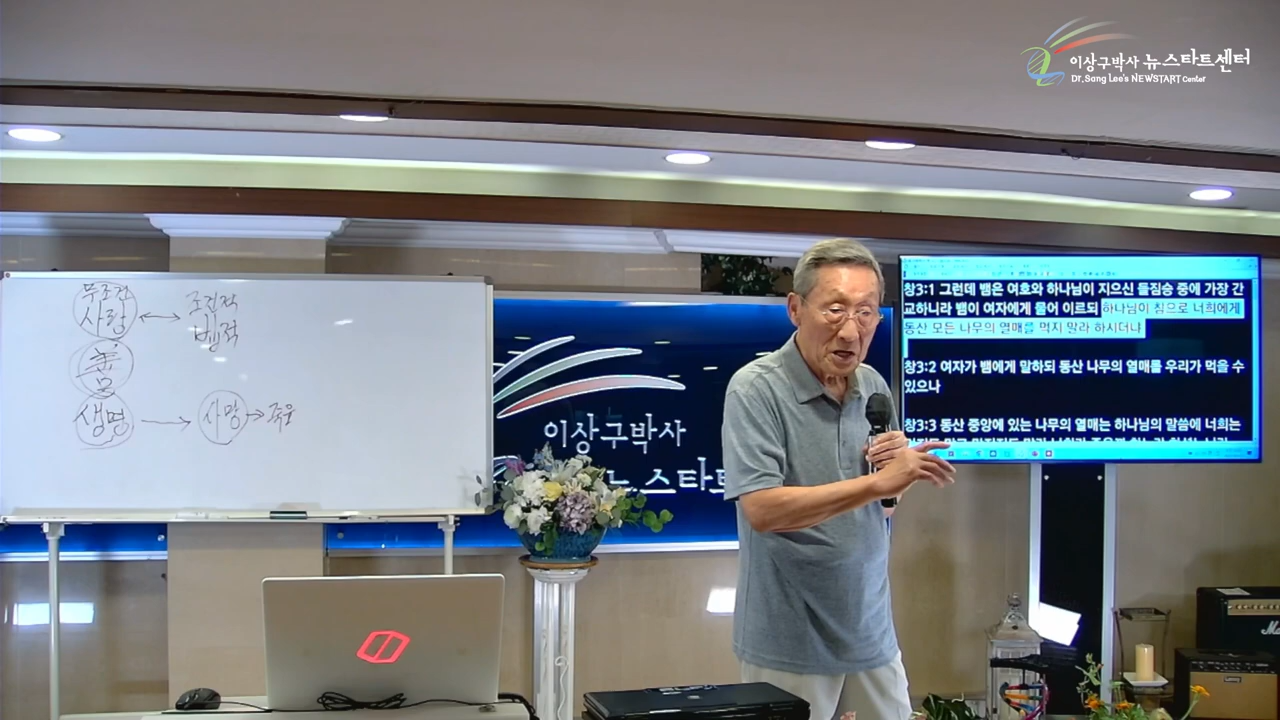 이상구박사 뉴스타트센터
Dr. Sang Lee's NEWSTART Center
무조건
사랑 ↔ 조건적
법적
생명 → 사망 → 죽음
이상구박사
뉴스타트
창3:1 그런데 뱀은 여호와 하나님이 지으신 들짐승 중에 가장 간
교하니라 뱀이 여자에게 물어 이르되 하나님이 참으로 너희에게
동산 모든 나무의 열매를 먹지 말라 하시더냐
창3:2 여자가 뱀에게 말하되 동산 나무의 열매를 우리가 먹을 수
있으나
창3:3 동산 중앙에 있는 나무의 열매는 하나님의 말씀에 너희는